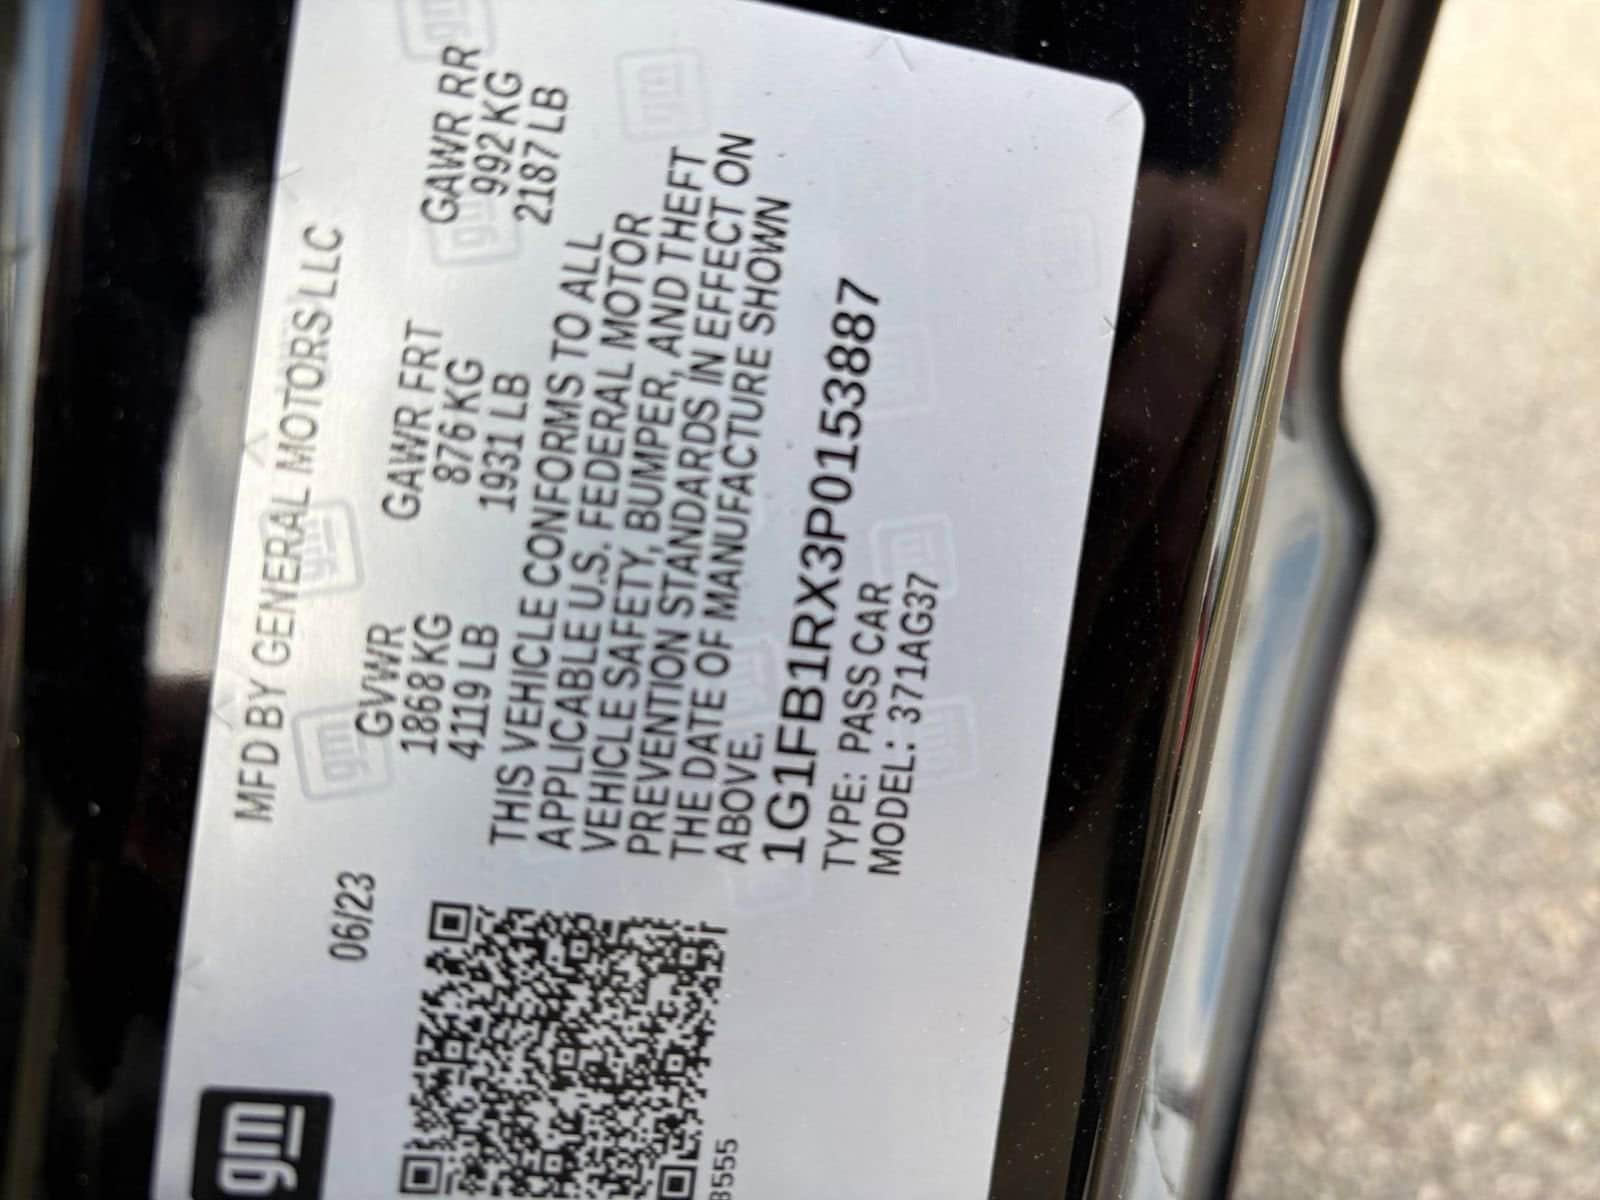 gm
MFD BY GENERAL MOTORS LLC
06/23
GVWR GAWR FRT GAWR RR
1868 KG 876 KG 992 KG
4119 LB 1931 LB 2187 LB
THIS VEHICLE CONFORMS TO ALL
APPLICABLE U.S. FEDERAL MOTOR
VEHICLE SAFETY, BUMPER, AND THEFT
PREVENTION STANDARDS IN EFFECT ON
THE DATE OF MANUFACTURE SHOWN
ABOVE.
1G1FB1RX3P0153887
TYPE: PASS CAR
MODEL: 371AG37